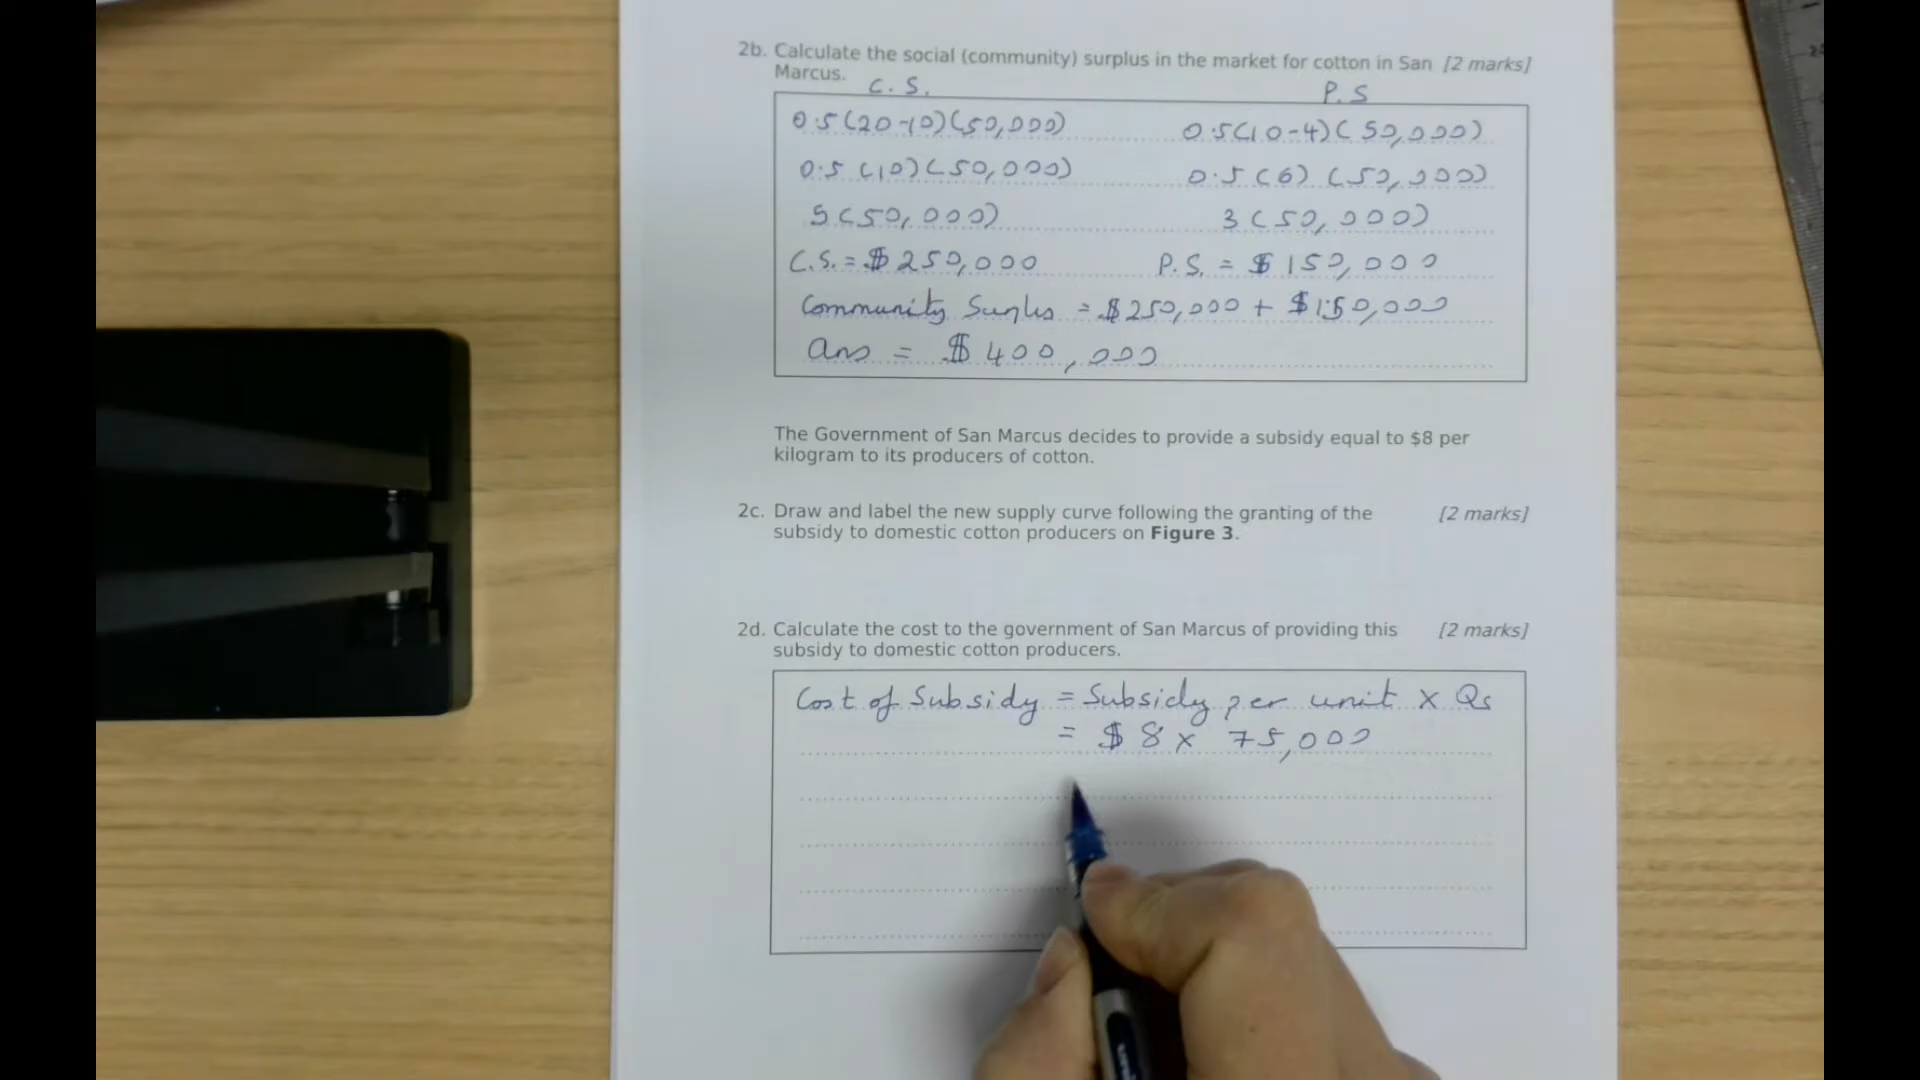 2b. Calculate the social (community) surplus in the market for cotton in San [2 marks]
Marcus.
C.S. P.S
0.5(20-10)(50,000) 0.5(10-4)(50,000)
0.5(10)(50,000) 0.5(6)(50,000)
5(50,000) 3(50,000)
C.S. = $250,000 P.S. = $150,000
Community Surplus = $250,000 + $150,000
Ans = $400,000
The Government of San Marcus decides to provide a subsidy equal to $8 per
kilogram to its producers of cotton.
2c. Draw and label the new supply curve following the granting of the [2 marks]
subsidy to domestic cotton producers on Figure 3.
2d. Calculate the cost to the government of San Marcus of providing this [2 marks]
subsidy to domestic cotton producers.
Cost of Subsidy = Subsidy per unit x Qs
= $8 x 75,000